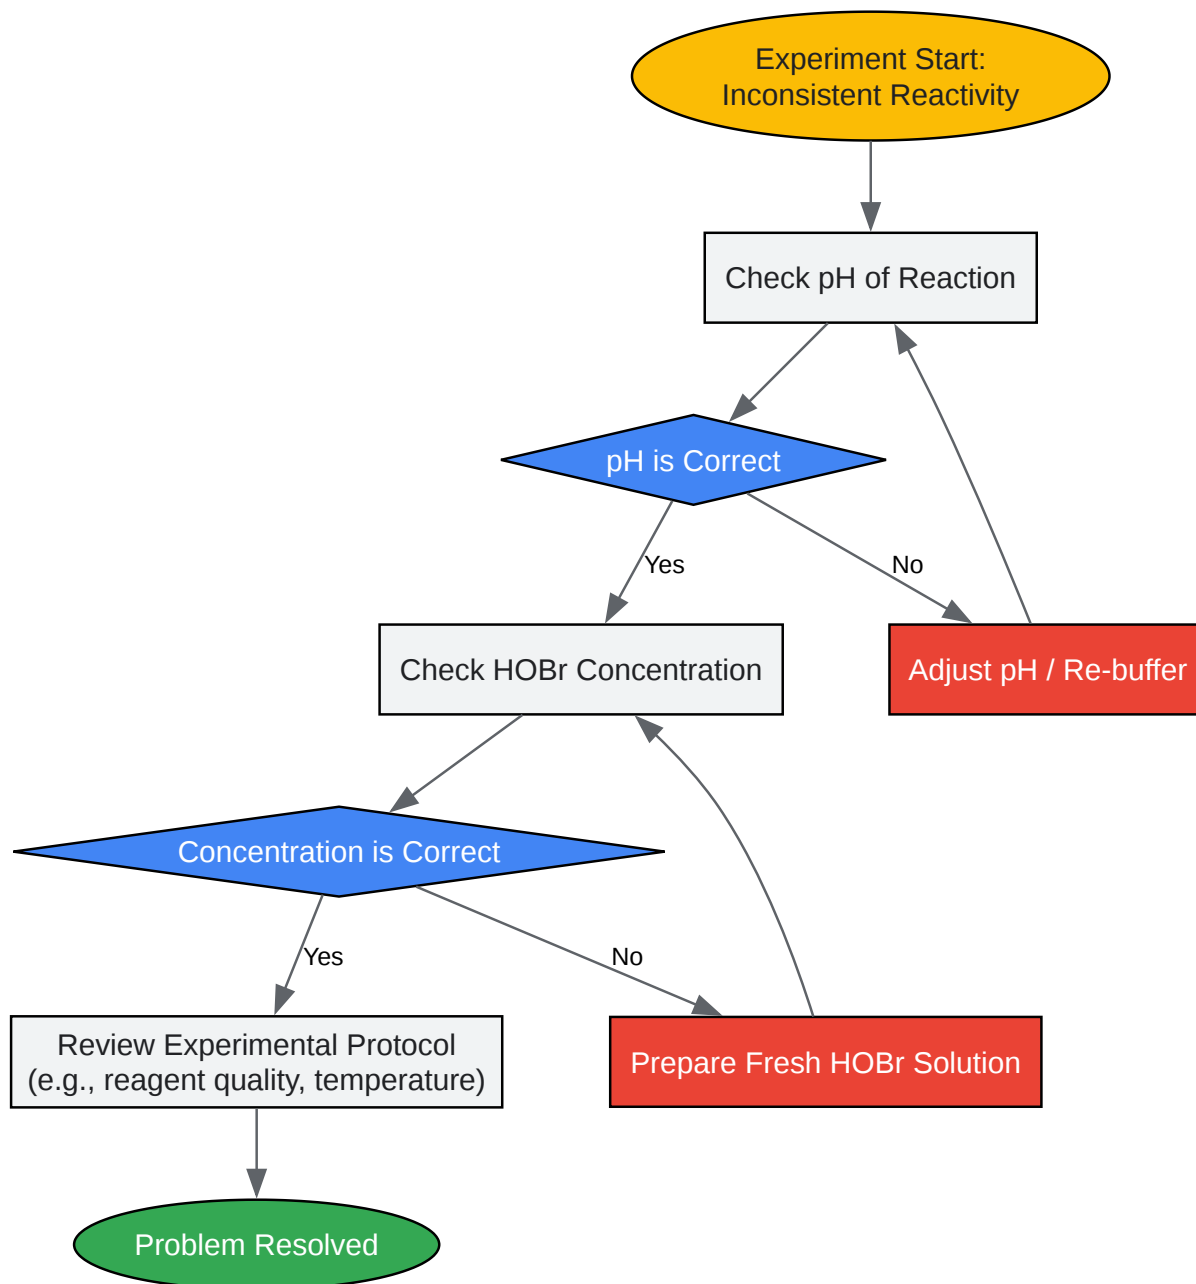 Experiment Start:
Inconsistent Reactivity
Check pH of Reaction
pH is Correct
Yes
No
Check HOBr Concentration
Adjust pH / Re-buffer
Concentration is Correct
Yes
No
Review Experimental Protocol
(e.g., reagent quality, temperature)
Prepare Fresh HOBr Solution
Problem Resolved